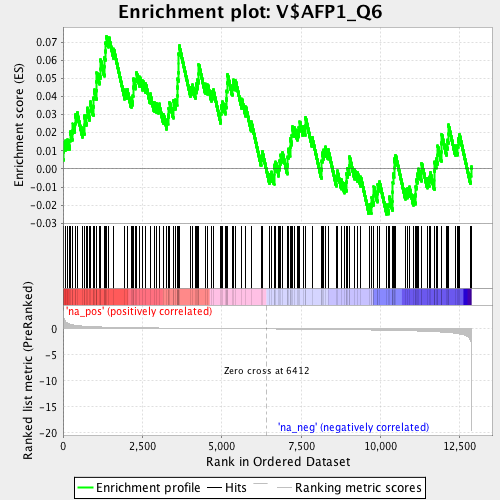 Enrichment plot: V$AFP1_Q6
Enrichment score (ES)
0.07
0.06
0.05
0.04
0.03
0.02
0.01
0.00
-0.01
-0.02
-0.03
'na_pos' (positively correlated)
Ranked list metric (PreRanked)
0
-5
-10
-15
-20
Zero cross at 6412
'na_neg' (negatively correlated)
0
2,500
5,000
7,500
10,000
12,500
Rank in Ordered Dataset
Enrichment profile
Hits
Ranking metric scores